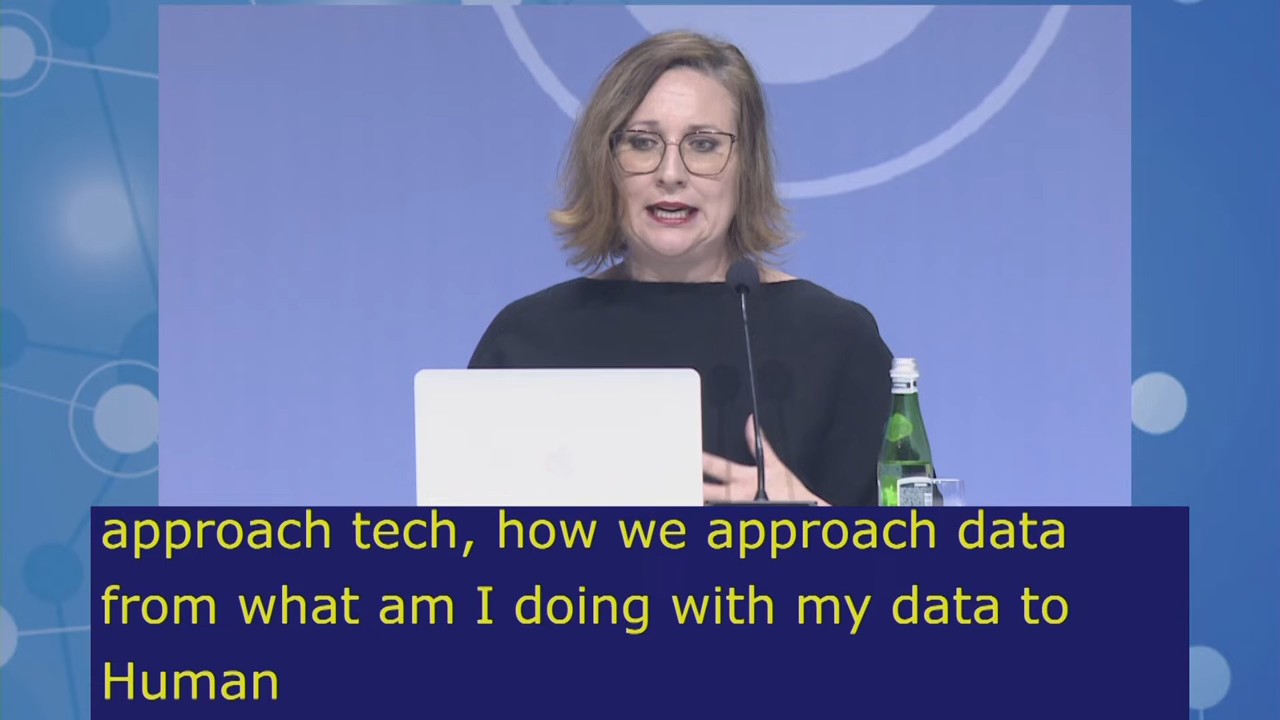 approach tech, how we approach data
from what am I doing with my data to
Human